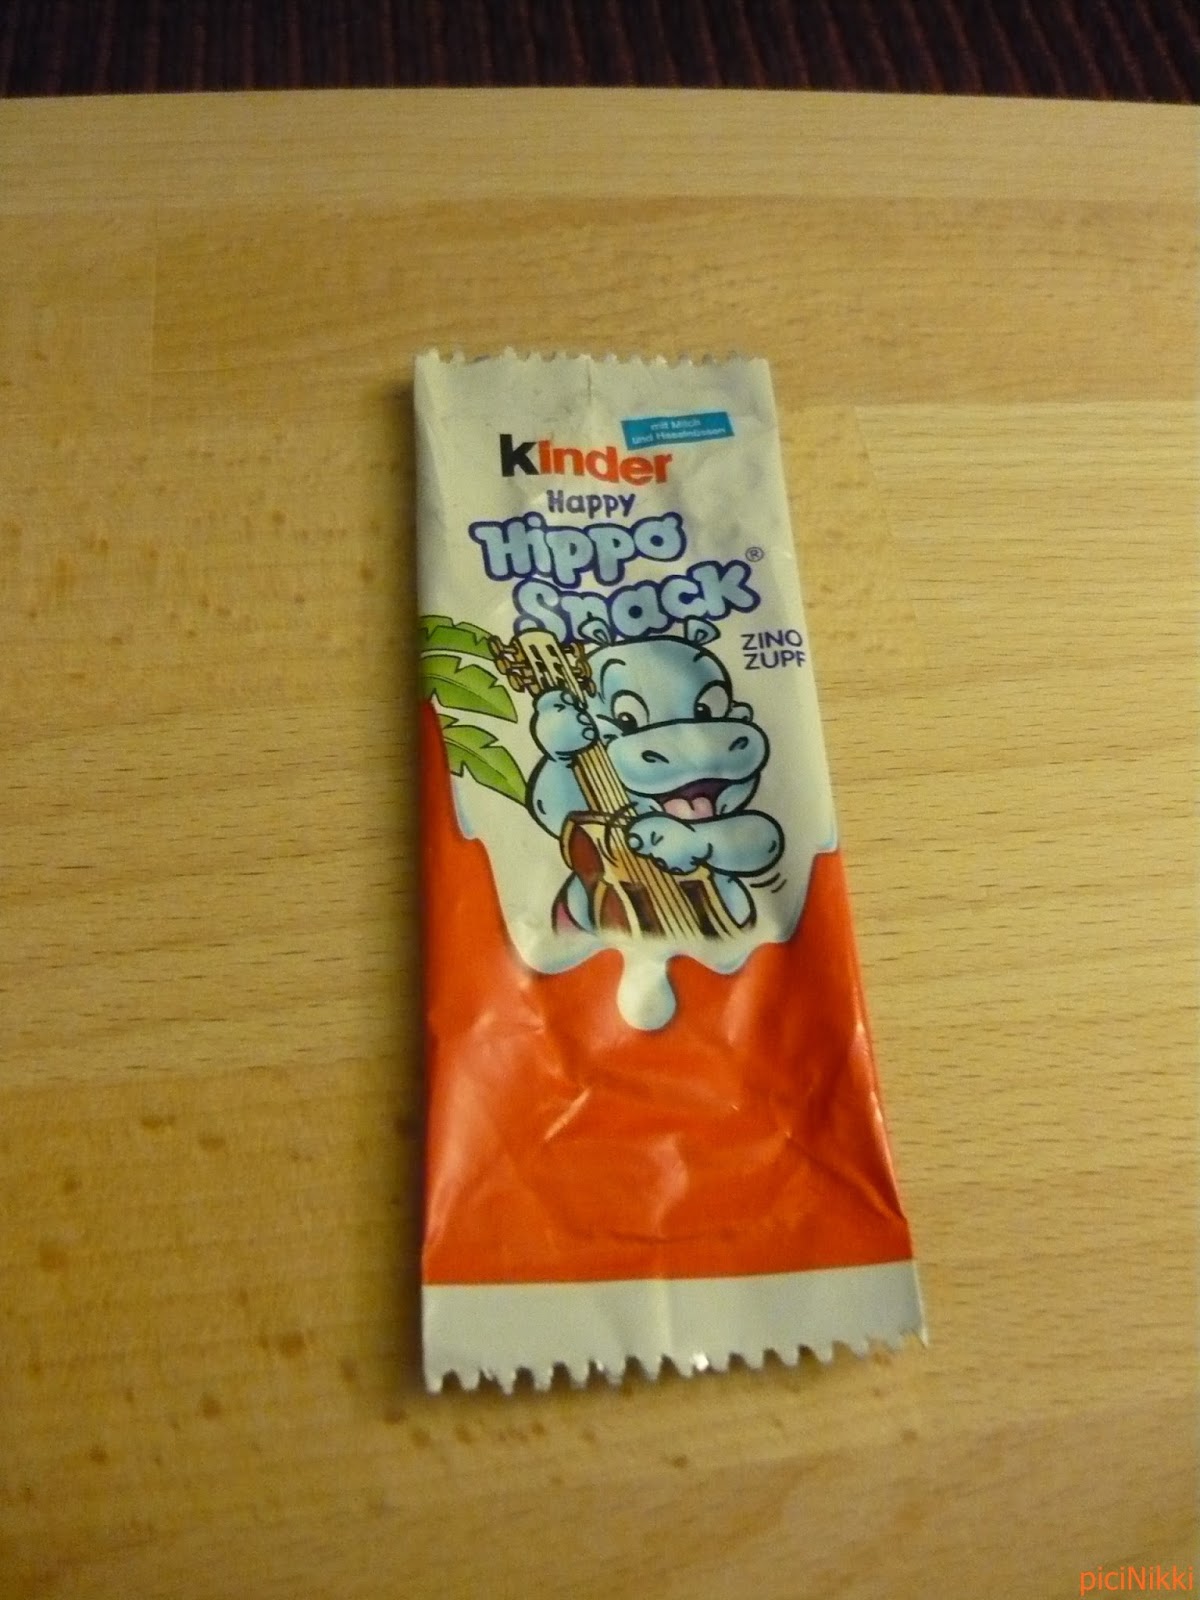 mit Milch
und Haselnüssen
kinder
Happy
Hippo
Snack®
ZINO
ZUPF
piciNikki